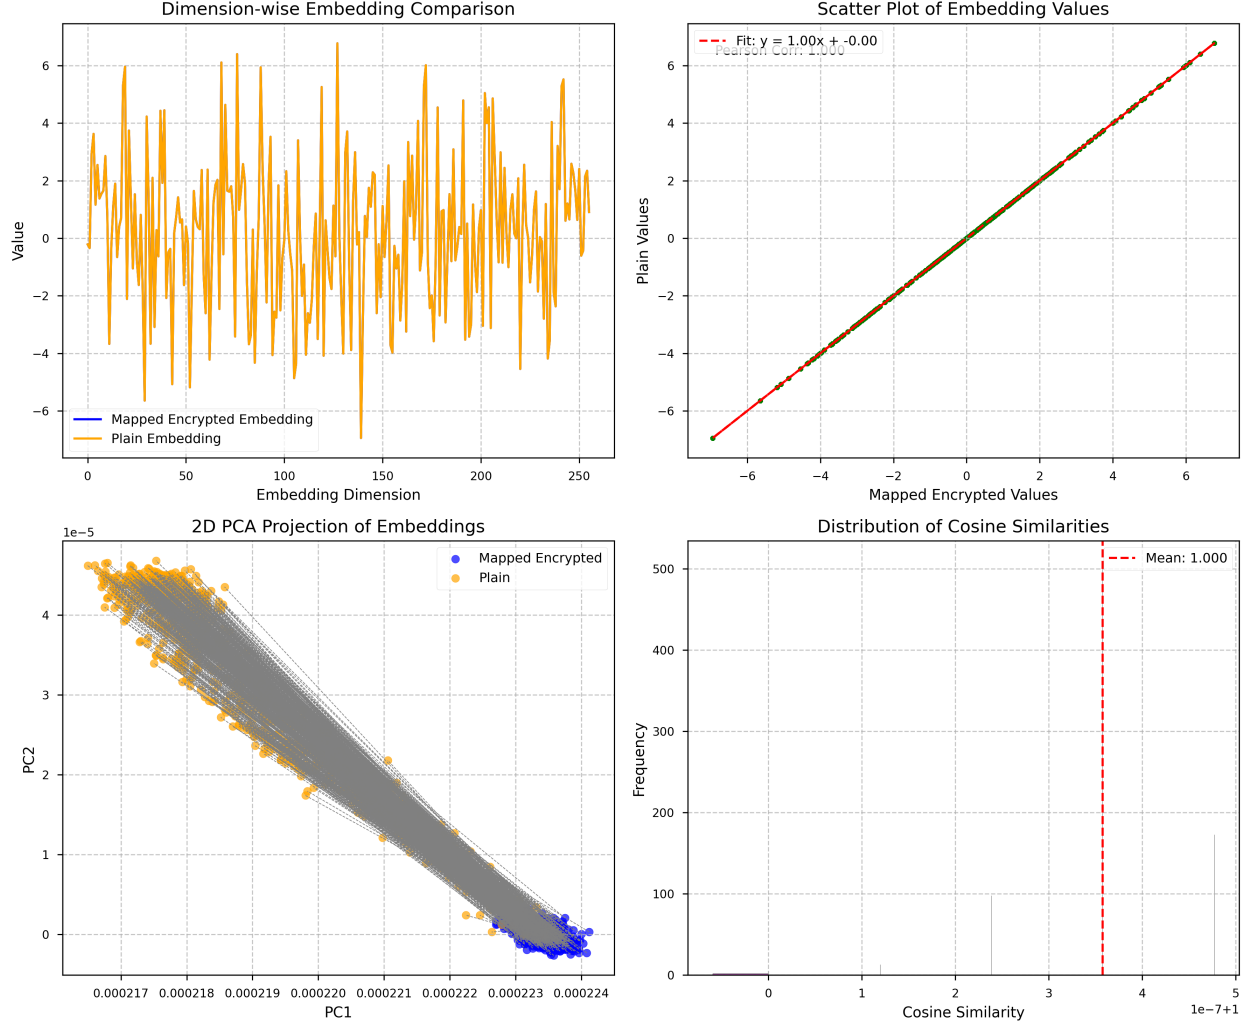 Dimension-wise Embedding Comparison
Value
6
4
2
0
−2
−4
−6
Mapped Encrypted Embedding
Plain Embedding
0 50 100 150 200 250
Embedding Dimension
Scatter Plot of Embedding Values
Fit: y = 1.00x + -0.00
Pearson Corr: 1.000
Plain Values
6
4
2
0
−2
−4
−6
−6 −4 −2 0 2 4 6
Mapped Encrypted Values
2D PCA Projection of Embeddings
1e−5
Mapped Encrypted
Plain
PC2
4
3
2
1
0
0.000217 0.000218 0.000219 0.000220 0.000221 0.000222 0.000223 0.000224
PC1
Distribution of Cosine Similarities
Mean: 1.000
Frequency
500
400
300
200
100
0
0 1 2 3 4 5
1e−7+1
Cosine Similarity